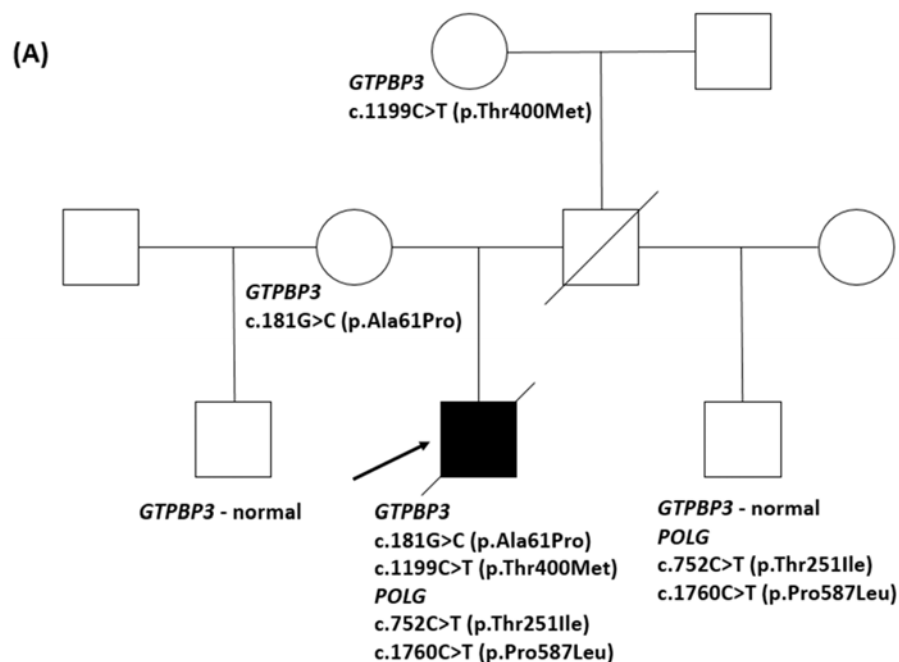 (A)
GTPBP3
c.1199C>T (p.Thr400Met)
GTPBP3
c.181G>C (p.Ala61Pro)
GTPBP3 - normal
GTPBP3
c.181G>C (p.Ala61Pro)
c.1199C>T (p.Thr400Met)
POLG
c.752C>T (p.Thr251Ile)
c.1760C>T (p.Pro587Leu)
GTPBP3 - normal
POLG
c.752C>T (p.Thr251Ile)
c.1760C>T (p.Pro587Leu)